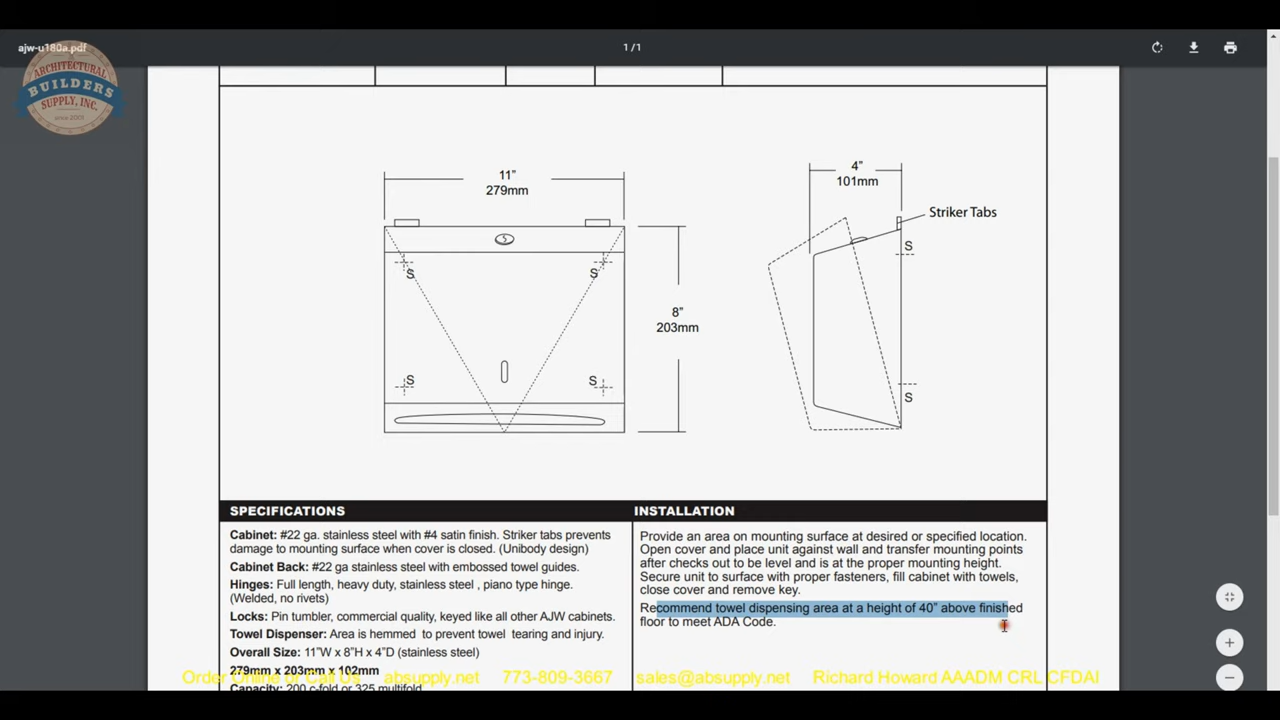 ajw-u180a.pdf
1 / 1
ARCHITECTURAL
BUILDERS
SUPPLY, INC.
since 2001
11"
279mm
4"
101mm
Striker Tabs
S
S
S
S
8"
203mm
S
S
S
SPECIFICATIONS
Cabinet: #22 ga. stainless steel with #4 satin finish. Striker tabs prevents
damage to mounting surface when cover is closed. (Unibody design)
Cabinet Back: #22 ga stainless steel with embossed towel guides.
Hinges: Full length, heavy duty, stainless steel , piano type hinge.
(Welded, no rivets)
Locks: Pin tumbler, commercial quality, keyed like all other AJW cabinets.
Towel Dispenser: Area is hemmed to prevent towel tearing and injury.
Overall Size: 11"W x 8"H x 4"D (stainless steel)
279mm x 203mm x 102mm
Capacity: 200 c-fold or 325 multifold
INSTALLATION
Provide an area on mounting surface at desired or specified location.
Open cover and place unit against wall and transfer mounting points
after checks out to be level and is at the proper mounting height.
Secure unit to surface with proper fasteners, fill cabinet with towels,
close cover and remove key.
Recommend towel dispensing area at a height of 40" above finished
floor to meet ADA Code.
Order Online or Call Us absupply.net 773-809-3667 sales@absupply.net Richard Howard AAADM CRL CFDAI